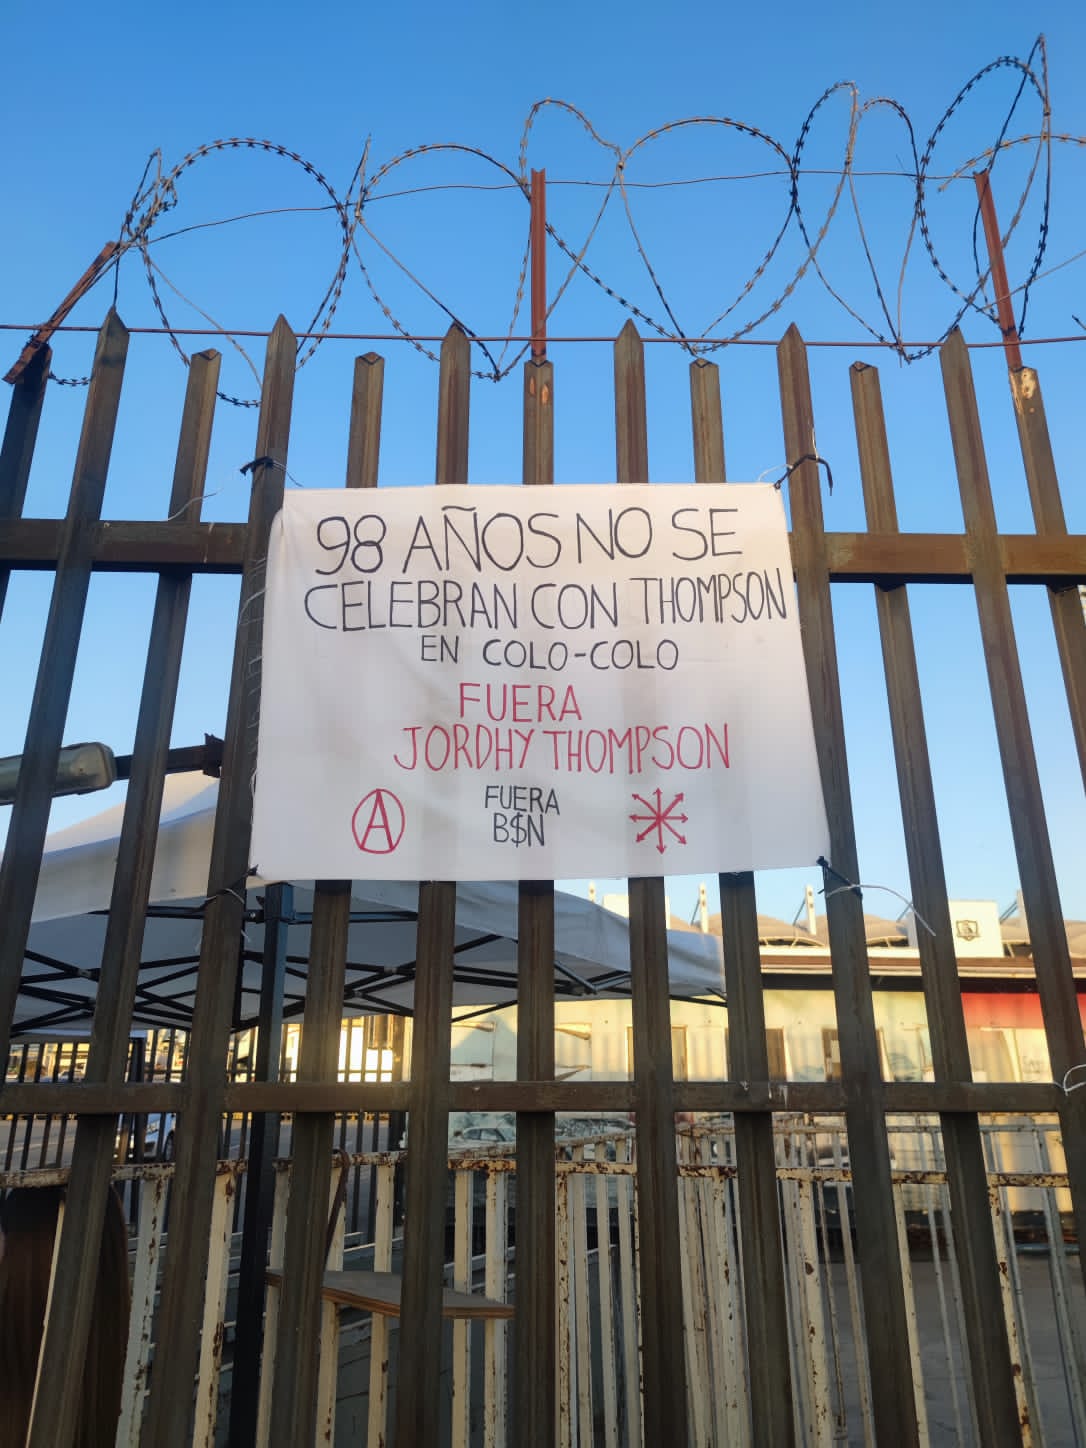 98 AÑOS NO SE
CELEBRAN CON THOMPSON
EN COLO-COLO
FUERA
JORDHY THOMPSON
A
FUERA
B$N